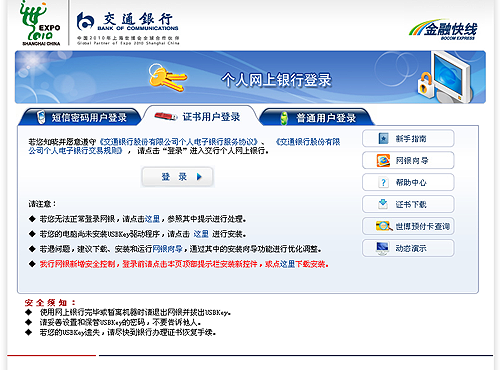 EXPO
2010
SHANGHAI CHINA
交通銀行
BANK OF COMMUNICATIONS
中国2010年上海世博会全球合作伙伴
Global Partner of Expo 2010 Shanghai China
金融快线
BOCOM EXPRESS
个人网上银行登录
短信密码用户登录 证书用户登录 普通用户登录
若您知晓并愿意遵守《交通银行股份有限公司个人电子银行服务协议》、《交通银行股份有限
公司个人电子银行交易规则》，请点击“登录”进入交行个人网上银行。
登 录
请注意：
◆ 若您无法正常登录网银，请点击这里，参照其中提示进行处理。
◆ 若您的电脑尚未安装USBKey驱动程序，请点击 这里 进行安装。
◆ 若遇问题，建议下载、安装和运行网银向导，通过其中的安装向导功能进行优化调整。
◆ 我行网银新增安全控制，登录前请点击本页顶部提示栏安装新控件，或点这里下载安装。
新手指南
网银向导
帮助中心
证书下载
世博预付卡查询
动态演示
安 全 须 知 ：
◆ 使用网上银行完毕或暂离机器时请退出网银并拔出USBKey。
◆ 请妥善设置和保管USBKey的密码，不要告诉他人。
◆ 若您的USBKey遗失，请尽快到银行办理证书恢复手续。